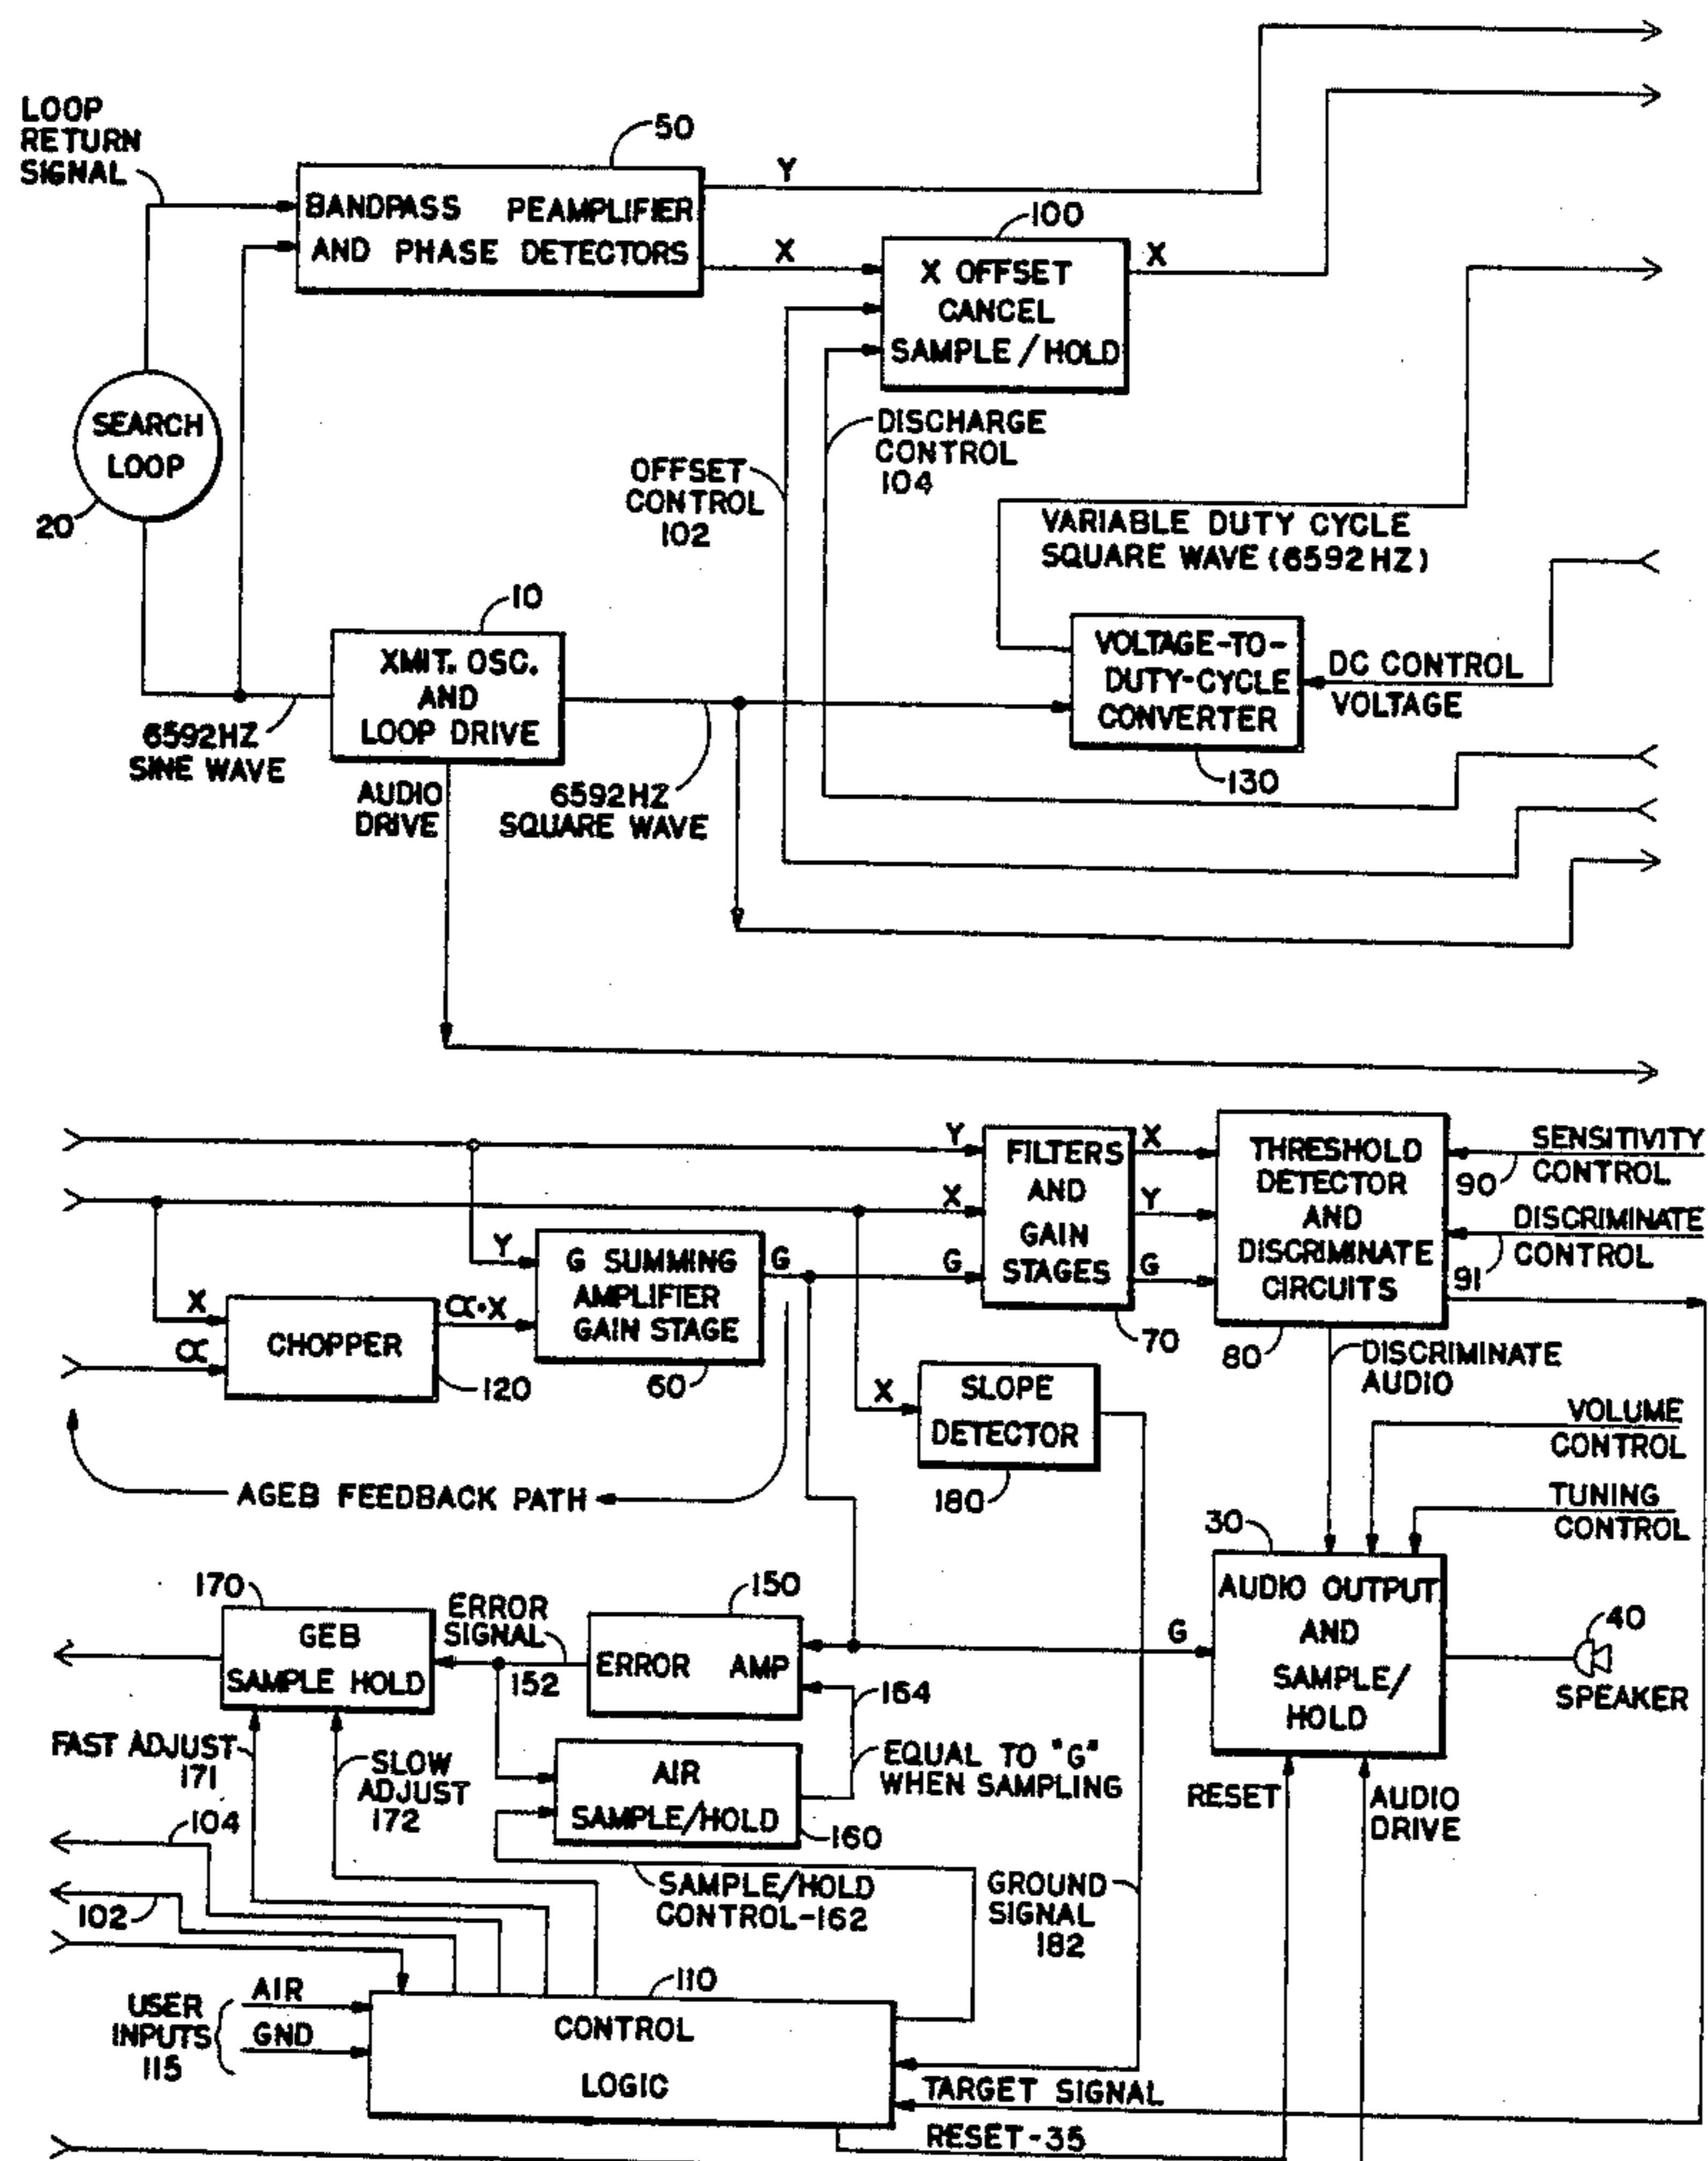 LOOP
RETURN
SIGNAL
50
Y
BANDPASS PEAMPLIFIER
AND PHASE DETECTORS
X
100
X OFFSET
CANCEL
SAMPLE / HOLD
X
SEARCH
LOOP
20
DISCHARGE
CONTROL
104
OFFSET
CONTROL
102
VARIABLE DUTY CYCLE
SQUARE WAVE (6592HZ)
10
XMIT. OSC.
AND
LOOP DRIVE
VOLTAGE-TO-
DUTY-CYCLE
CONVERTER
DC CONTROL
VOLTAGE
130
6592HZ
SINE WAVE
AUDIO
DRIVE
6592HZ
SQUARE WAVE
Y
X
G
FILTERS
AND
GAIN
STAGES
70
X
Y
G
THRESHOLD
DETECTOR
AND
DISCRIMINATE
CIRCUITS
80
SENSITIVITY
CONTROL
90
DISCRIMINATE
CONTROL
91
Y
G SUMMING
AMPLIFIER
GAIN STAGE
60
G
X
α
CHOPPER
120
α·X
X
SLOPE
DETECTOR
180
DISCRIMINATE
AUDIO
VOLUME
CONTROL
TUNING
CONTROL
AGEB FEEDBACK PATH
30
AUDIO OUTPUT
AND
SAMPLE/
HOLD
G
40
SPEAKER
170
GEB
SAMPLE HOLD
ERROR
SIGNAL
152
150
ERROR AMP
164
FAST ADJUST
171
SLOW
ADJUST
172
AIR
SAMPLE/HOLD
160
EQUAL TO "G"
WHEN SAMPLING
RESET
AUDIO
DRIVE
104
102
SAMPLE/HOLD
CONTROL-162
GROUND
SIGNAL
182
110
USER
INPUTS
115
AIR
GND
CONTROL
LOGIC
TARGET SIGNAL
RESET-35